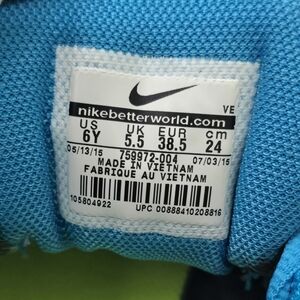 VE
nikebetterworld.com
US UK EUR cm
6Y 5.5 38.5 24
05/13/15 759972-004 07/03/15
MADE IN VIETNAM
FABRIQUE AU VIETNAM
105804922
UPC 00888410208816